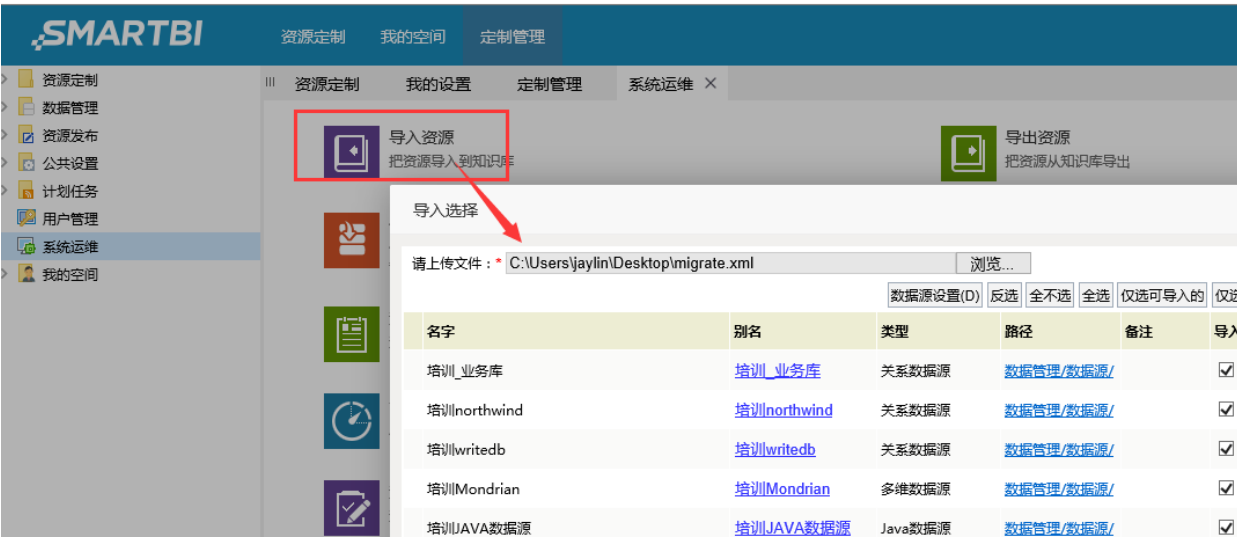 SMARTBI
资源定制 我的空间 定制管理
资源定制 我的设置 定制管理 系统运维
资源定制
数据管理
资源发布
公共设置
计划任务
用户管理
系统运维
我的空间
导入资源
把资源导入到知识库
导出资源
把资源从知识库导出
导入选择
请上传文件：* C:\Users\jaylin\Desktop\migrate.xml 浏览...
数据源设置(D) 反选 全不选 全选 仅选可导入的 仅选
名字 别名 类型 路径 备注 导入
培训_业务库 培训_业务库 关系数据源 数据管理/数据源/
培训northwind 培训northwind 关系数据源 数据管理/数据源/
培训writedb 培训writedb 关系数据源 数据管理/数据源/
培训Mondrian 培训Mondrian 多维数据源 数据管理/数据源/
培训JAVA数据源 培训JAVA数据源 Java数据源 数据管理/数据源/